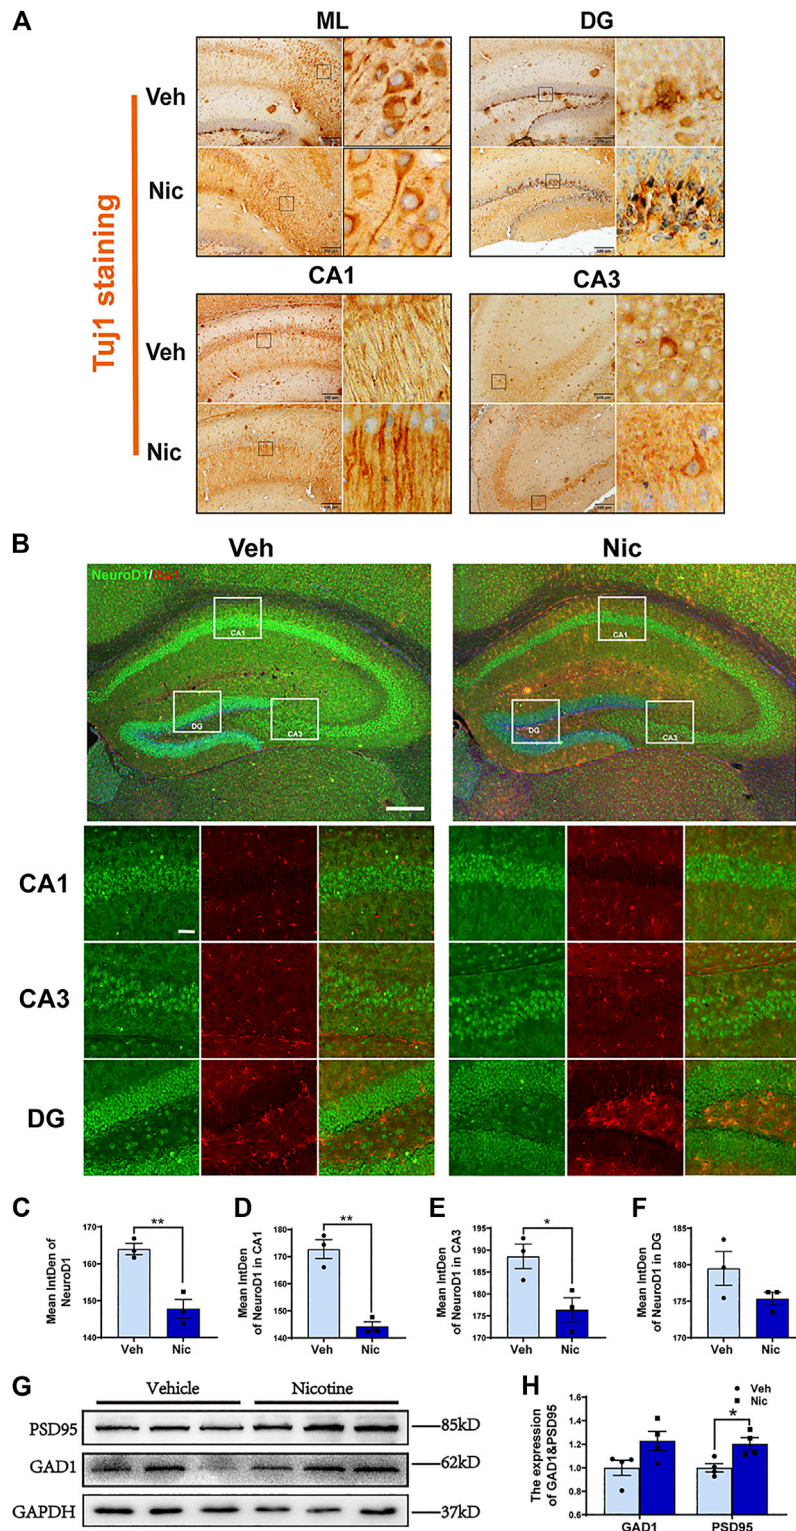 A
ML
DG
Veh
Nic
Tuj1 staining
CA1
CA3
Veh
Nic
100 μm
B
Veh
Nic
NeuroD1/Iba1
CA1
DG
CA3
CA1
DG
CA3
CA1
CA3
DG
C
Mean IntDen of
NeuroD1
170
160
150
140
**
Veh
Nic
D
Mean IntDen
of NeuroD1 in CA1
180
170
160
150
140
**
Veh
Nic
E
Mean IntDen
of NeuroD1 in CA3
195
190
185
180
175
170
*
Veh
Nic
F
Mean IntDen
of NeuroD1 in DG
185
180
175
170
Veh
Nic
G
Vehicle
Nicotine
PSD95
85kD
GAD1
62kD
GAPDH
37kD
H
The expression
of GAD1&PSD95
1.6
1.4
1.2
1.0
0.8
0.6
Veh
Nic
*
GAD1
PSD95